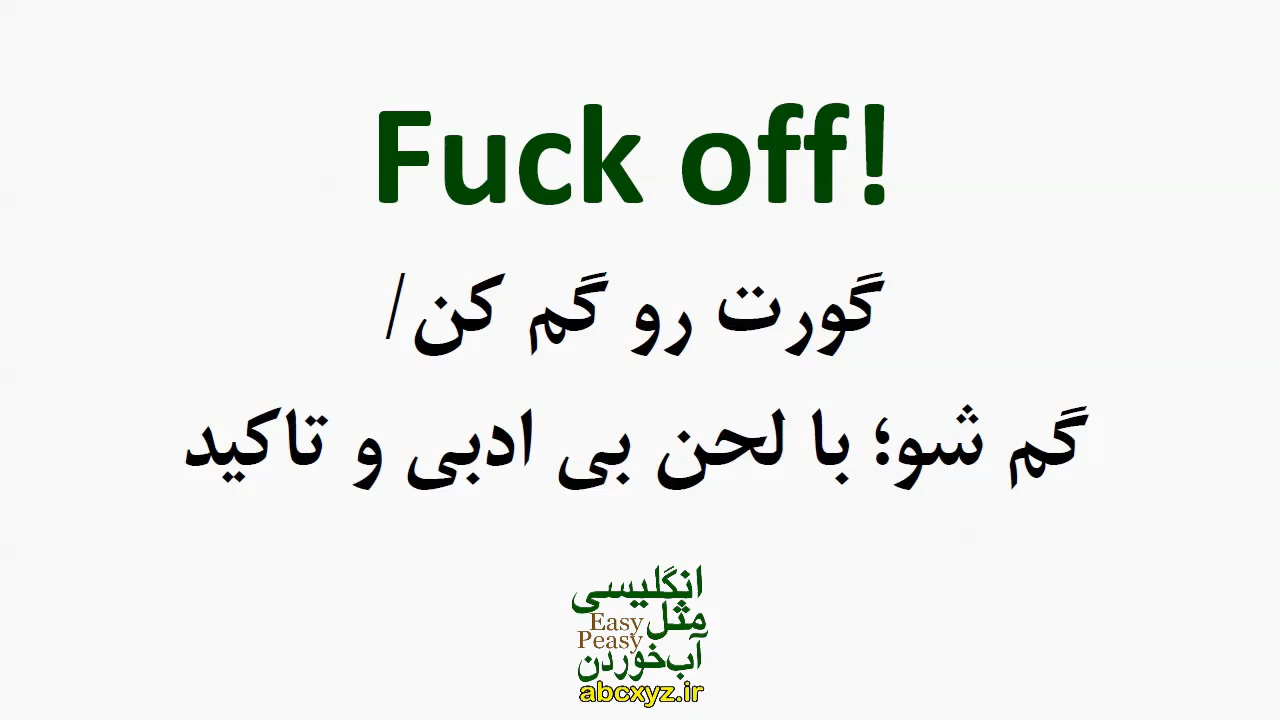 Fuck off!
گورت رو گم کن/
گم شو؛ با لحن بی ادبی و تاکید
انگلیسی
مثل
Easy
Peasy
آب‌خوردن
abcxyz.ir